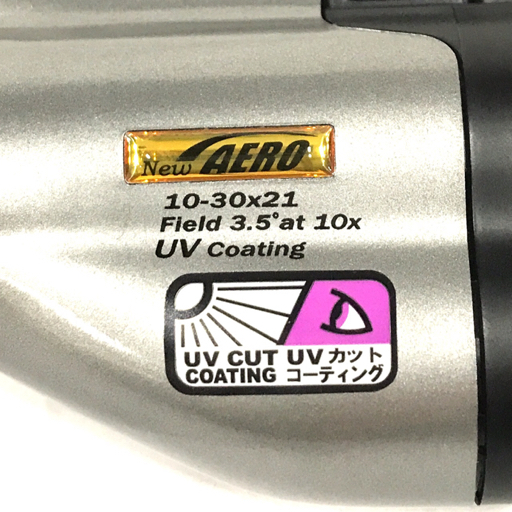 New AERO
10-30x21
Field 3.5°at 10x
UV Coating
UV CUT UVカット
COATING コーティング